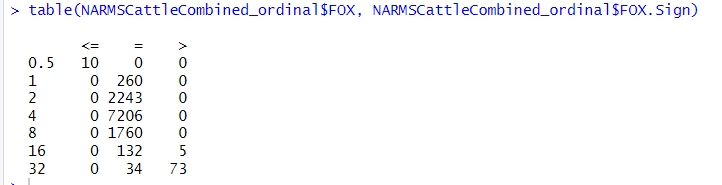 > table(NARMSCattleCombined_ordinal$FOX, NARMSCattleCombined_ordinal$FOX.Sign)
<= = >
0.5 10 0 0
1 0 260 0
2 0 2243 0
4 0 7206 0
8 0 1760 0
16 0 132 5
32 0 34 73